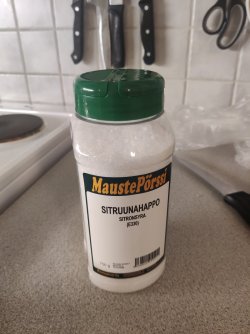 MaustePörssi
SITRUUNAHAPPO
SITRONSYRA
(E330)